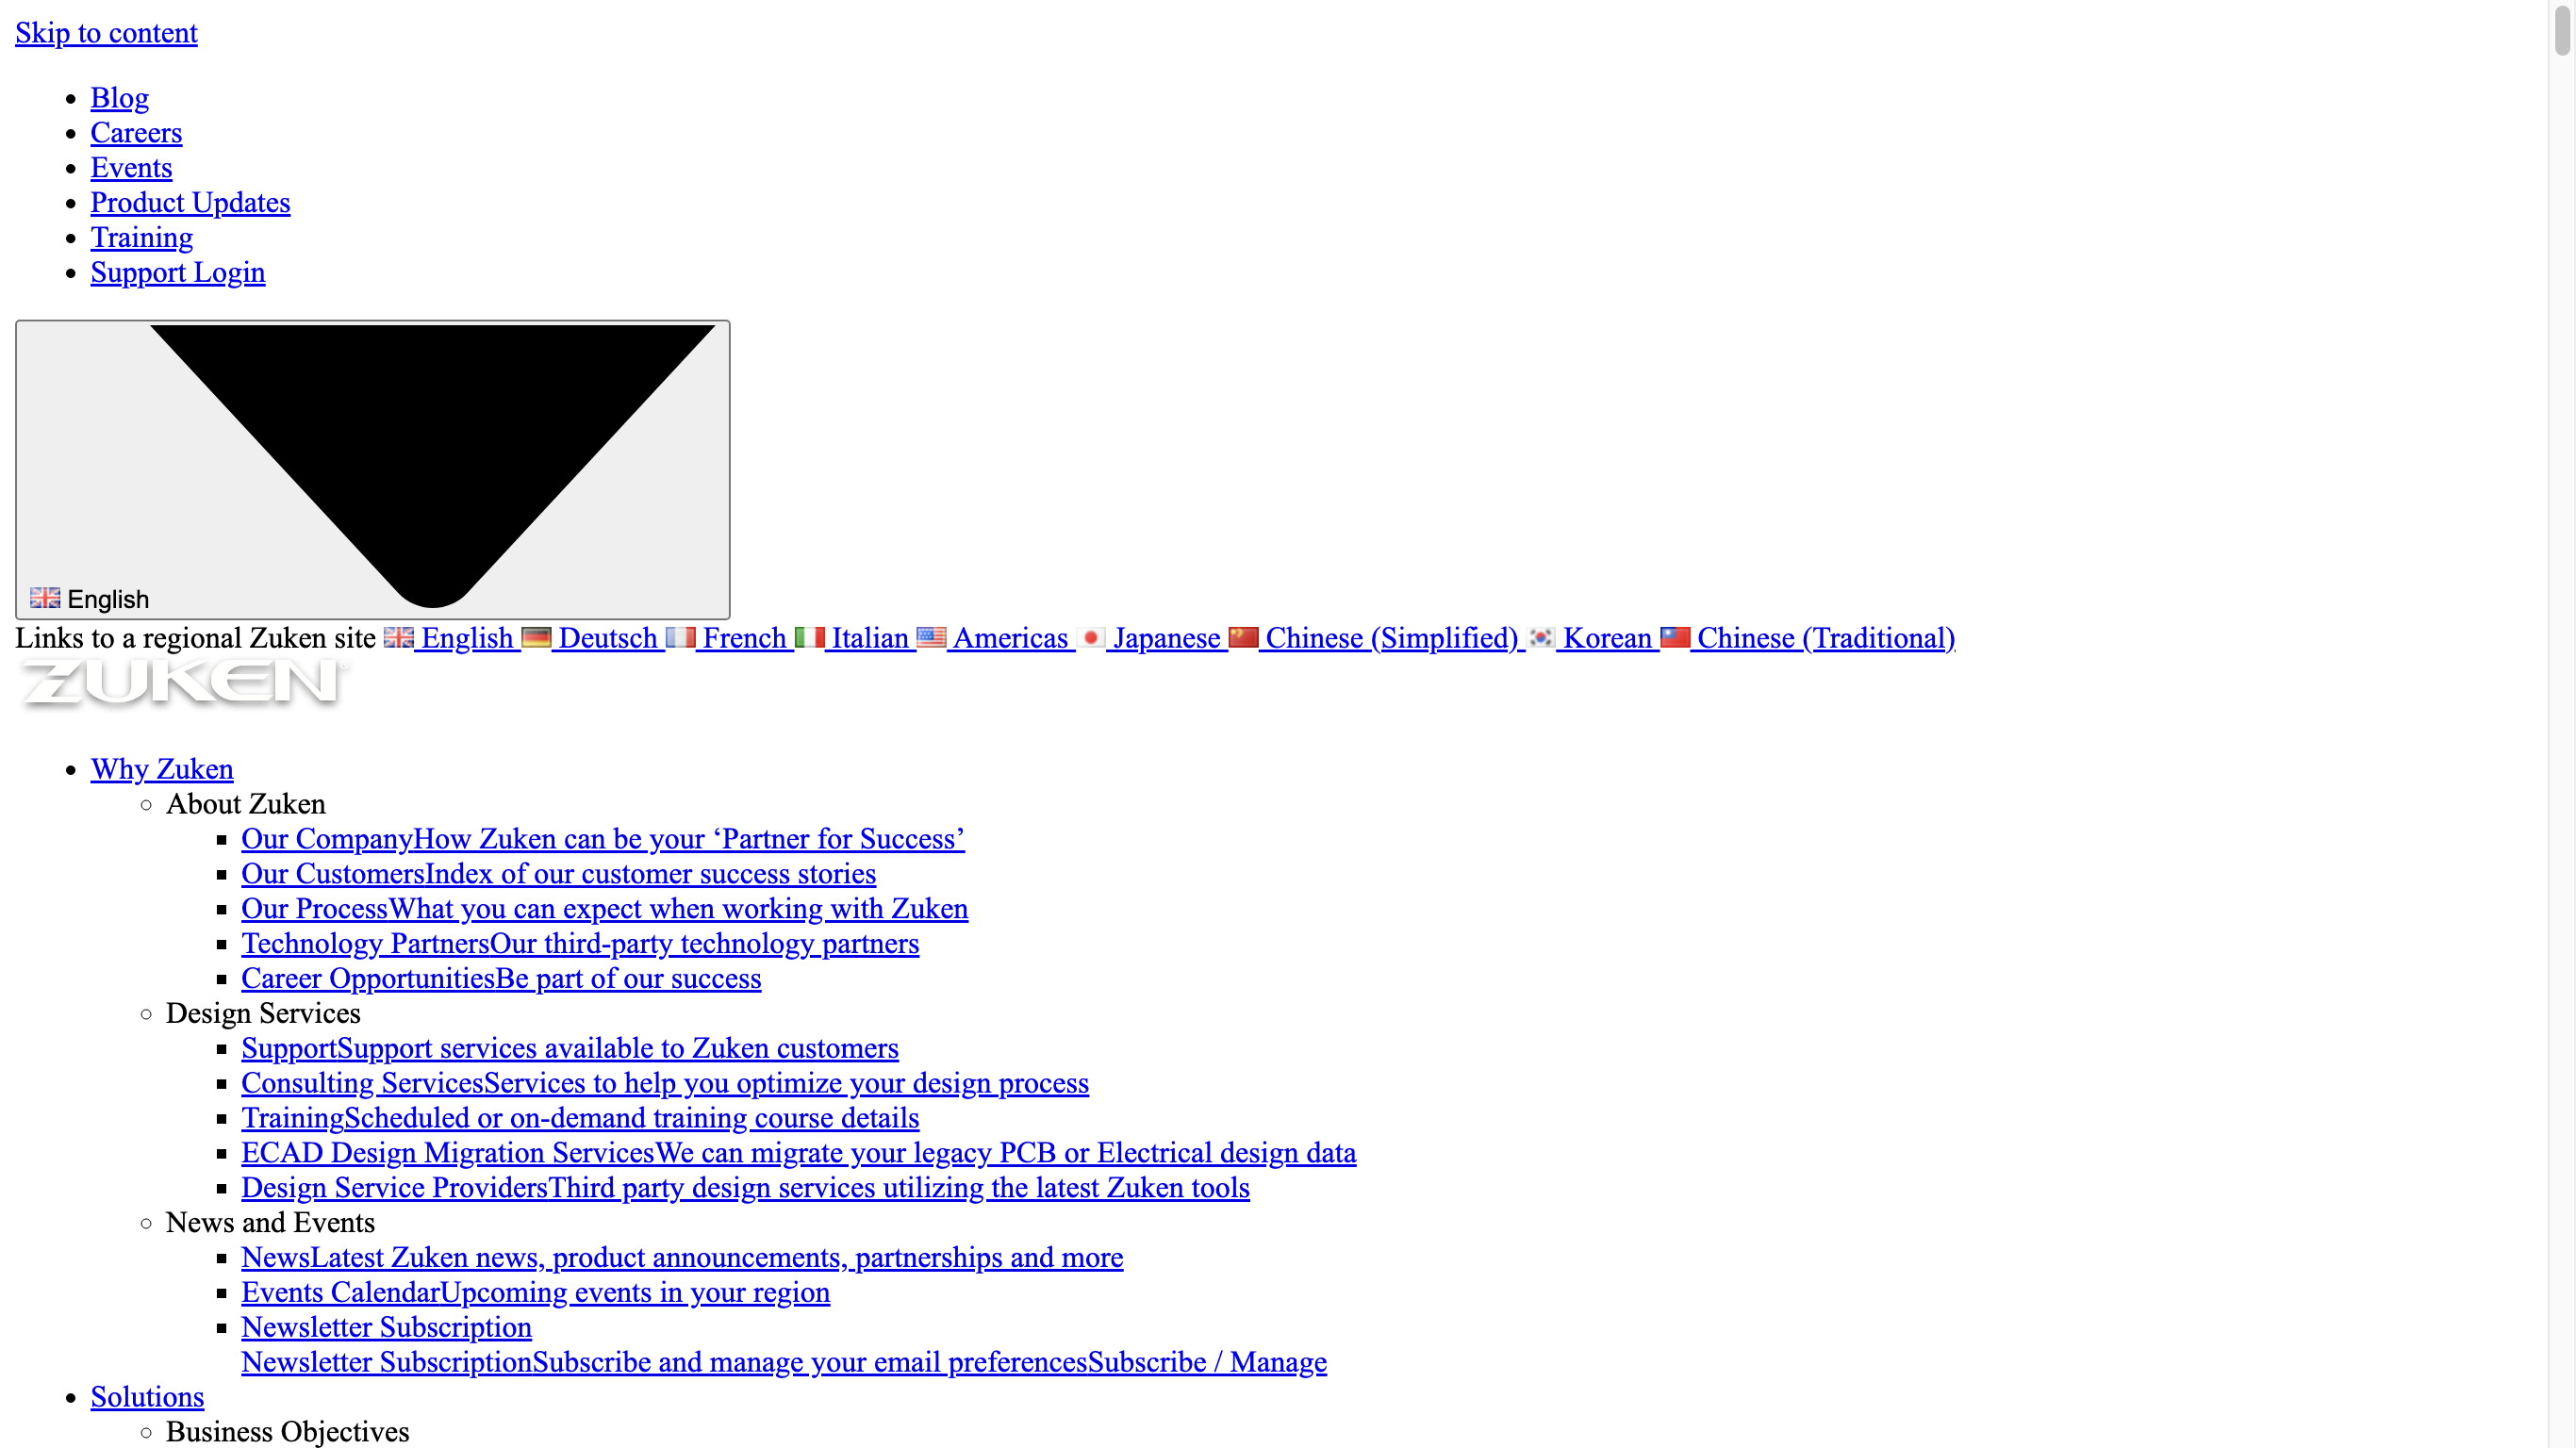 Skip to content
Blog
Careers
Events
Product Updates
Training
Support Login
English
Links to a regional Zuken site English Deutsch French Italian Americas Japanese Chinese (Simplified) Korean Chinese (Traditional)
ZUKEN
Why Zuken
About Zuken
Our CompanyHow Zuken can be your ‘Partner for Success’
Our CustomersIndex of our customer success stories
Our ProcessWhat you can expect when working with Zuken
Technology PartnersOur third-party technology partners
Career OpportunitiesBe part of our success
Design Services
SupportSupport services available to Zuken customers
Consulting ServicesServices to help you optimize your design process
TrainingScheduled or on-demand training course details
ECAD Design Migration ServicesWe can migrate your legacy PCB or Electrical design data
Design Service ProvidersThird party design services utilizing the latest Zuken tools
News and Events
NewsLatest Zuken news, product announcements, partnerships and more
Events CalendarUpcoming events in your region
Newsletter Subscription
Newsletter SubscriptionSubscribe and manage your email preferencesSubscribe / Manage
Solutions
Business Objectives